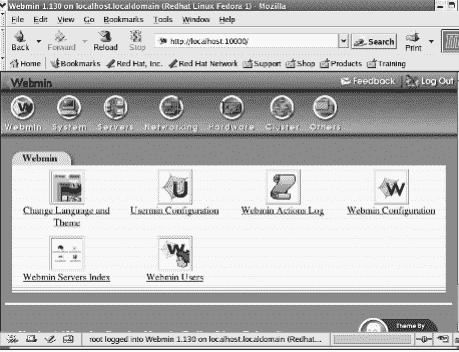 Webmin 1.130 on localhost.localdomain (Redhat Linux Fedora 1) - Mozilla
File Edit View Go Bookmarks Tools Window Help
Back Forward Reload Stop http://localhost:10000/ Search Print
Home Bookmarks Red Hat, Inc. Red Hat Network Support Shop Products Training
Webmin Feedback Log Out
Webmin System Servers Networking Hardware Cluster Others
Webmin
Change Language and Theme
Usermin Configuration
Webmin Actions Log
Webmin Configuration
Webmin Servers Index
Webmin Users
Theme By
root logged into Webmin 1.130 on localhost.localdomain (Redhat...